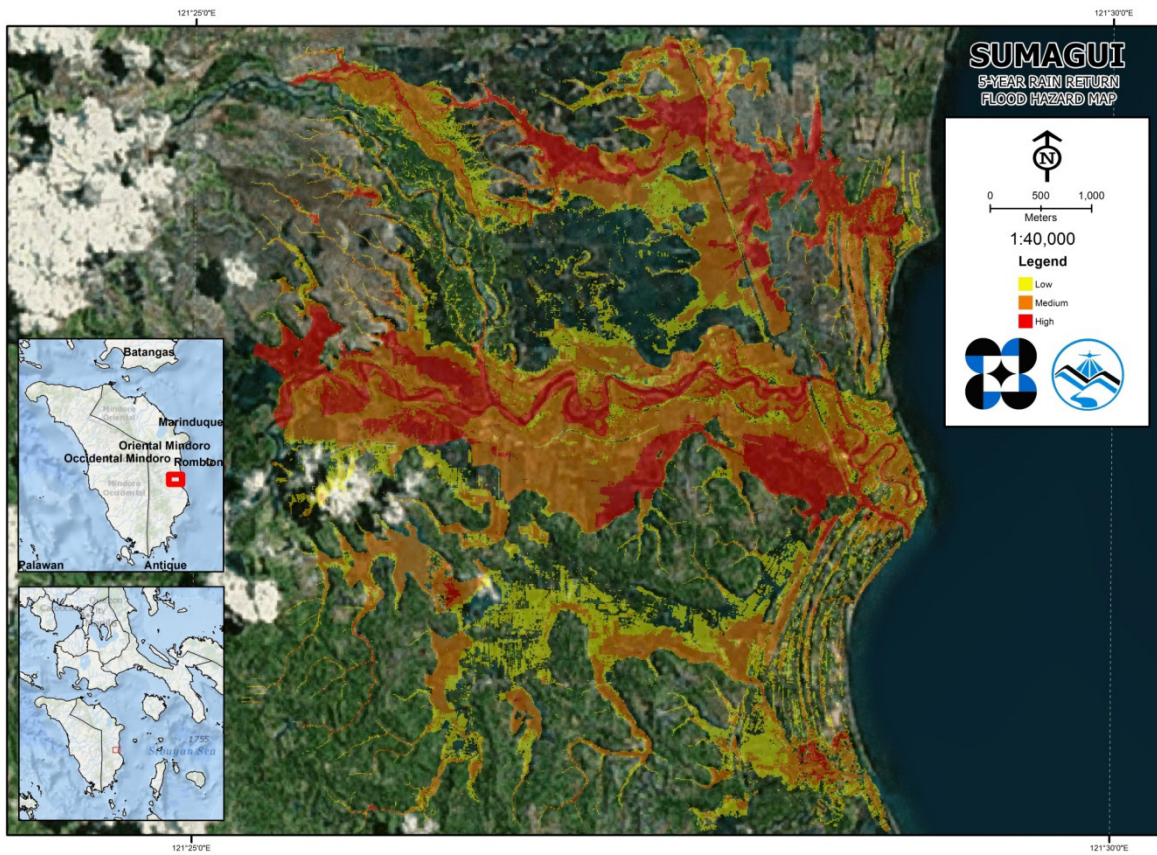 121°25'0"E
121°30'0"E
SUMAGUI
5-YEAR RAIN RETURN
FLOOD HAZARD MAP
N
0 500 1,000
Meters
1:40,000
Legend
Low
Medium
High
Batangas
Mindoro
Oriental
Marinduque
Oriental Mindoro
Occidental Mindoro
Romblon
Mindoro
Occidental
Palawan
Antique
1755
Sibuyan Sea
121°25'0"E
121°30'0"E